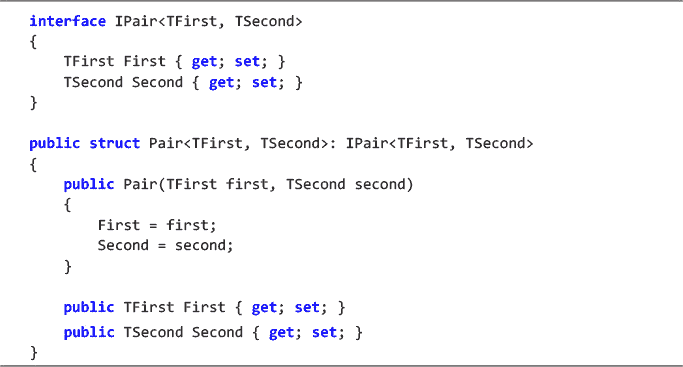 interface IPair<TFirst, TSecond>
{
    TFirst First { get; set; }
    TSecond Second { get; set; }
}

public struct Pair<TFirst, TSecond>: IPair<TFirst, TSecond>
{
    public Pair(TFirst first, TSecond second)
    {
        First = first;
        Second = second;
    }

    public TFirst First { get; set; }
    public TSecond Second { get; set; }
}